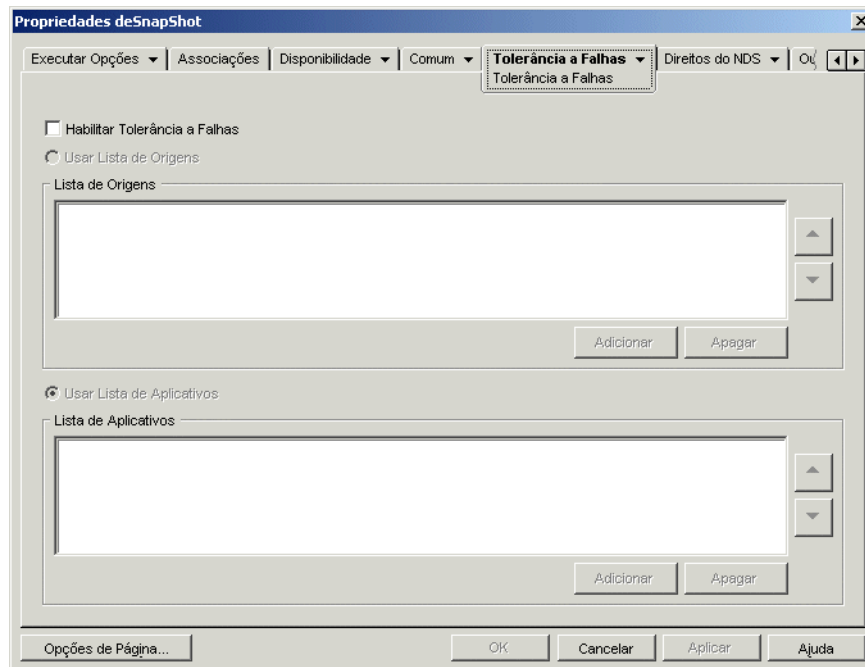 Propriedades deSnapShot
Executar Opções Associações Disponibilidade Comum Tolerância a Falhas Direitos do NDS
Tolerância a Falhas
Habilitar Tolerância a Falhas
Usar Lista de Origens
Lista de Origens
Adicionar Apagar
Usar Lista de Aplicativos
Lista de Aplicativos
Adicionar Apagar
Opções de Página... OK Cancelar Aplicar Ajuda